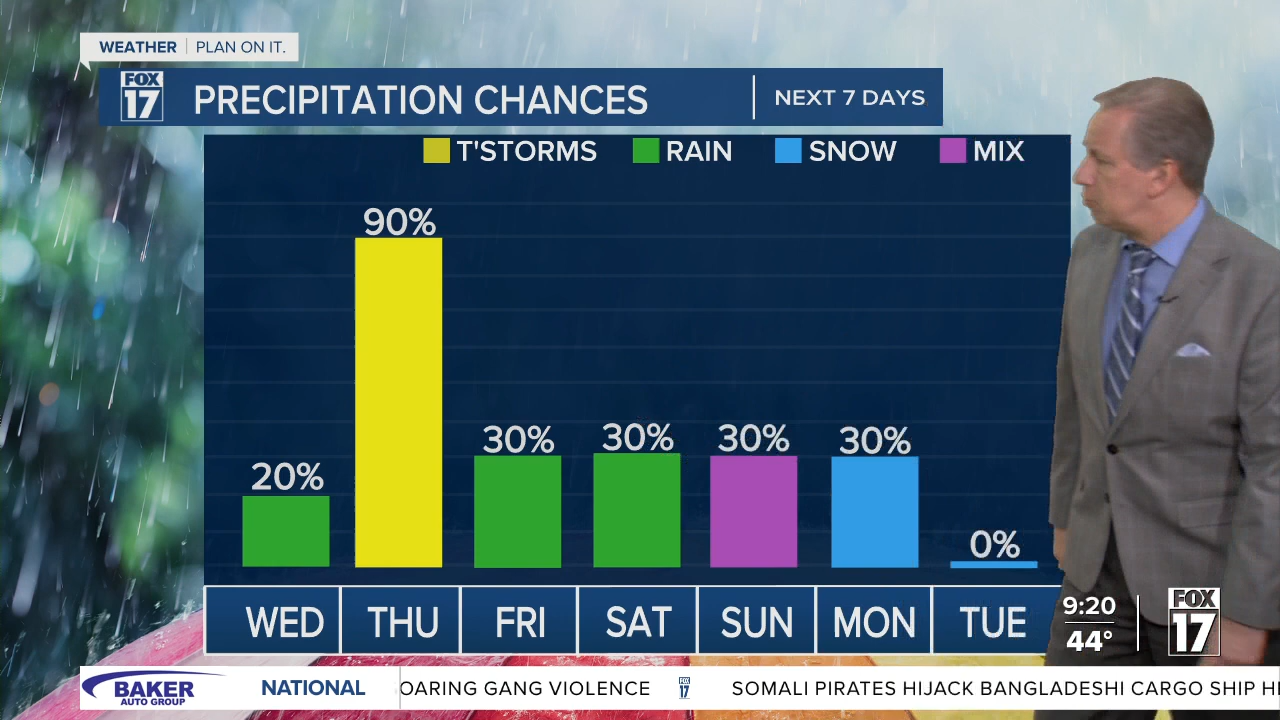 WEATHER PLAN ON IT.
FOX 17 PRECIPITATION CHANCES NEXT 7 DAYS
T'STORMS RAIN SNOW MIX
90%
30% 30% 30% 30%
20%
0%
WED THU FRI SAT SUN MON TUE
9:20
44°
FOX 17
BAKER AUTO GROUP
NATIONAL
OARING GANG VIOLENCE FOX 17 SOMALI PIRATES HIJACK BANGLADESHI CARGO SHIP